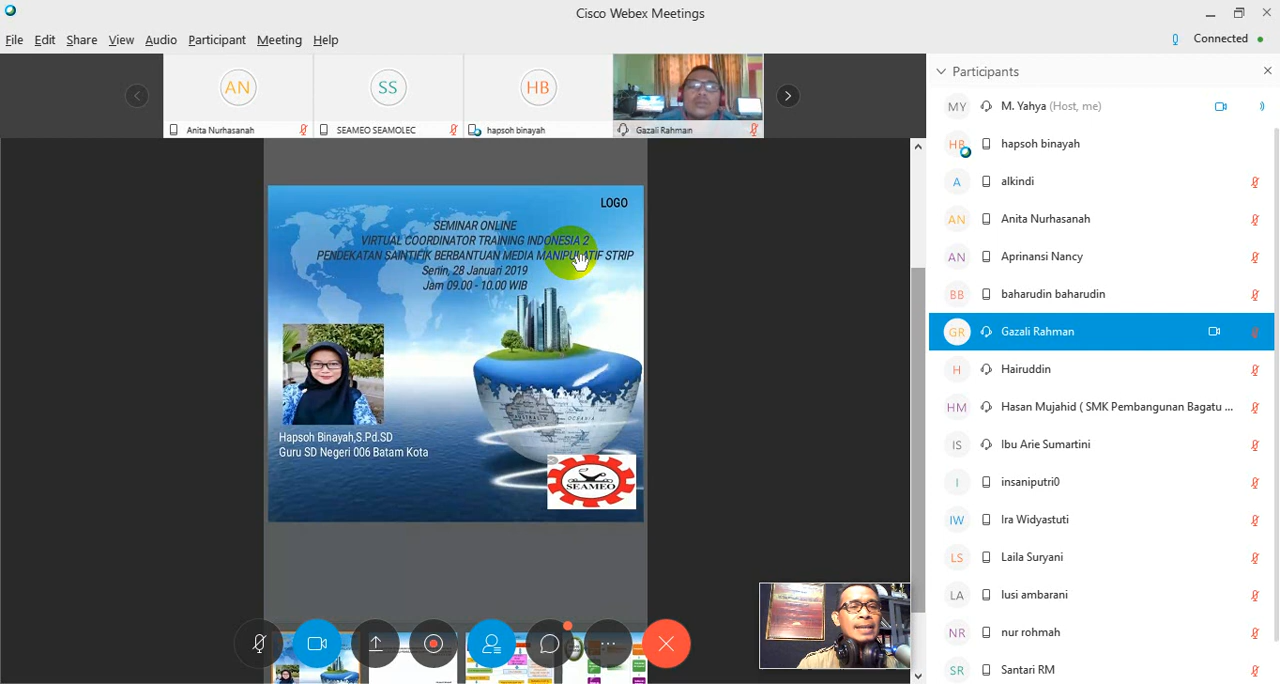 Cisco Webex Meetings
File Edit Share View Audio Participant Meeting Help
Connected
AN
SS
HB
Anita Nurhasanah
SEAMEO SEAMOLEC
hapsoh binayah
Gazali Rahman
LOGO
SEMINAR ONLINE
VIRTUAL COORDINATOR TRAINING INDONESIA 2
PENDEKATAN SAINTIFIK BERBANTUAN MEDIA MANIPULATIF STRIP
Senin, 28 Januari 2019
Jam 09.00 - 10.00 WIB
Hapsoh Binayah,S.Pd.SD
Guru SD Negeri 006 Batam Kota
SEAMEO
Participants
MY M. Yahya (Host, me)
HB hapsoh binayah
A alkindi
AN Anita Nurhasanah
AN Aprinansi Nancy
BB baharudin baharudin
GR Gazali Rahman
H Hairuddin
HM Hasan Mujahid ( SMK Pembangunan Bagatu ...
IS Ibu Arie Sumartini
I insaniputri0
IW Ira Widyastuti
LS Laila Suryani
LA lusi ambarani
NR nur rohmah
SR Santari RM